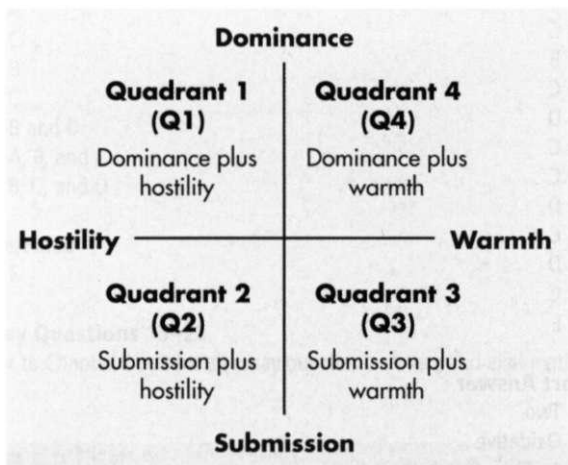 Dominance
Quadrant 1
(Q1)
Dominance plus
hostility
Quadrant 4
(Q4)
Dominance plus
warmth
Hostility
Warmth
Quadrant 2
(Q2)
Submission plus
hostility
Quadrant 3
(Q3)
Submission plus
warmth
Submission